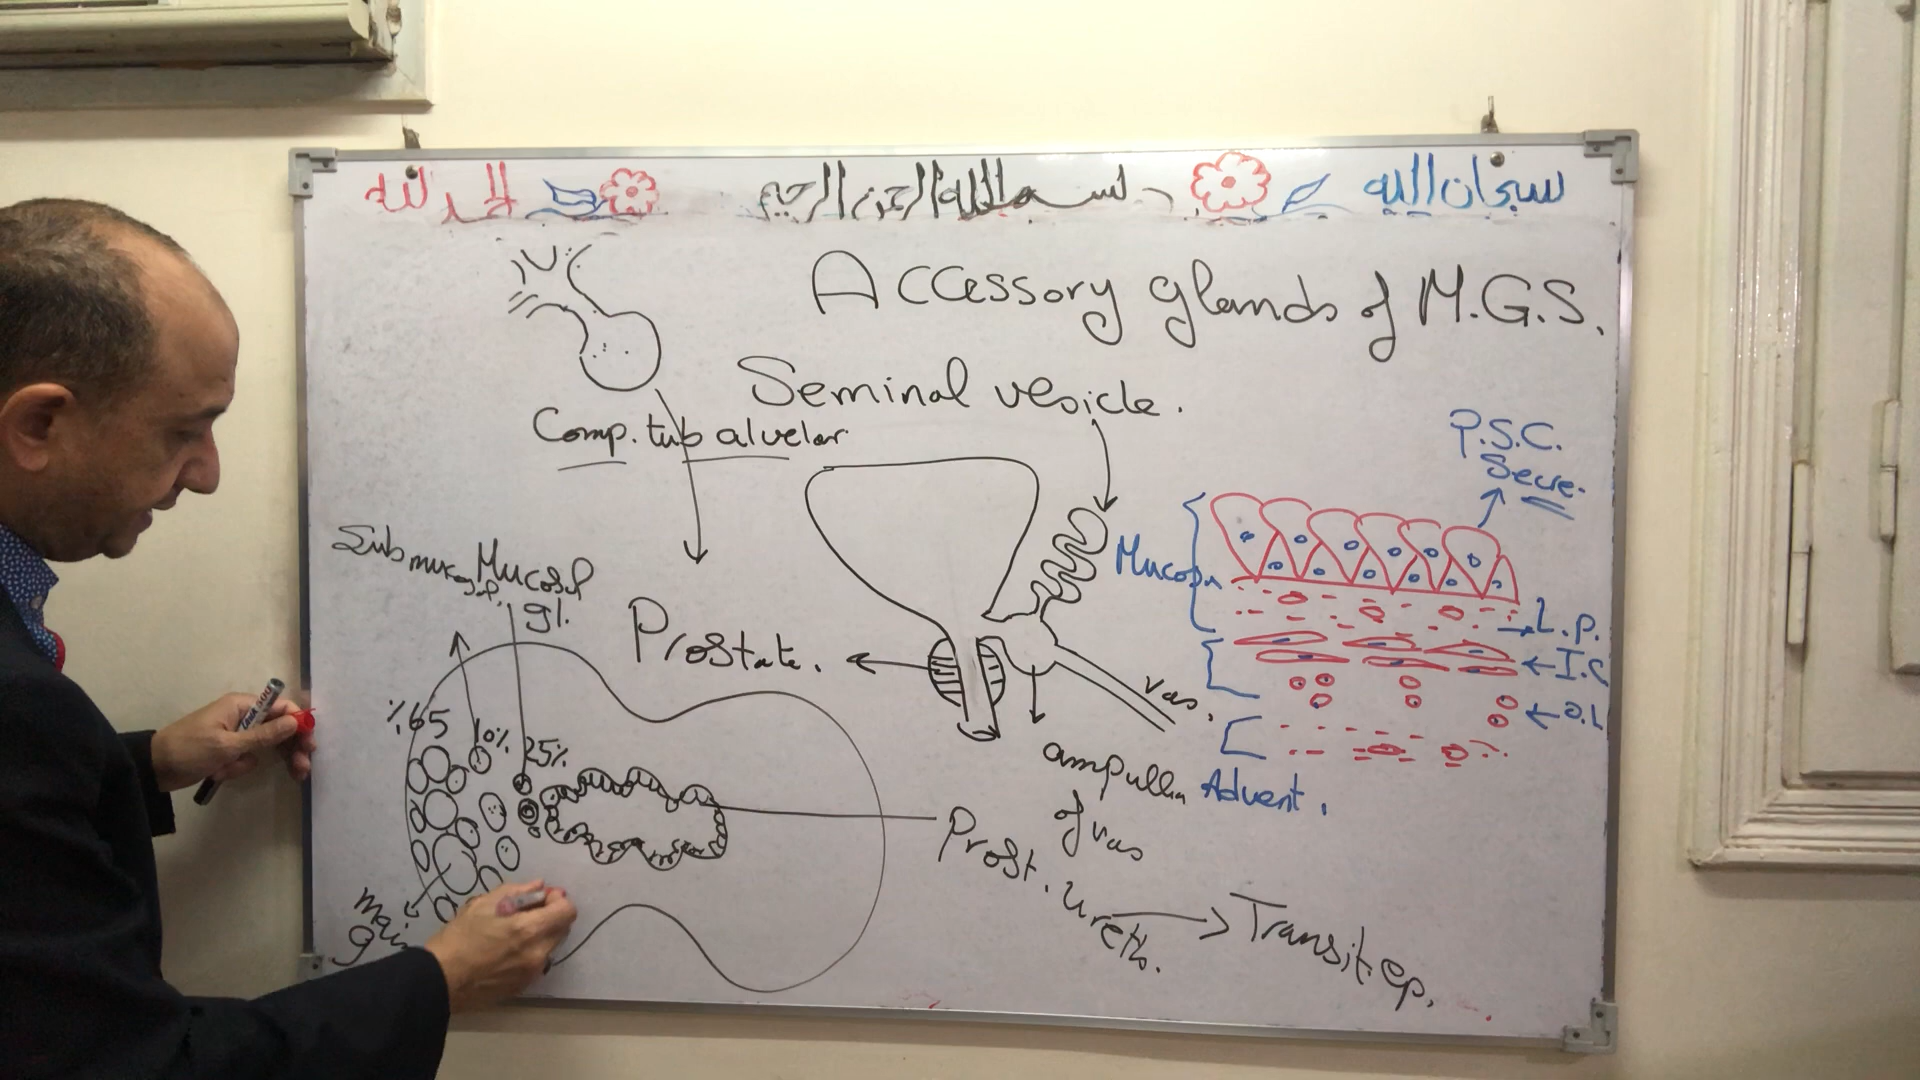 سبحان الله
بسم الله الرحمن الرحيم
الحمد لله
Accessory glands of M.G.S.
Seminal vesicle.
Comp. tub alvelar
P.S.C.
Secre.
Mucosa
L.P.
I.C
O.L
Advent.
Submucosal
Mucosal
gl.
Prostate.
vas.
ampulla
of vas
%65
10%
25%
main
g
Prost. Ureth.
Transit. ep.